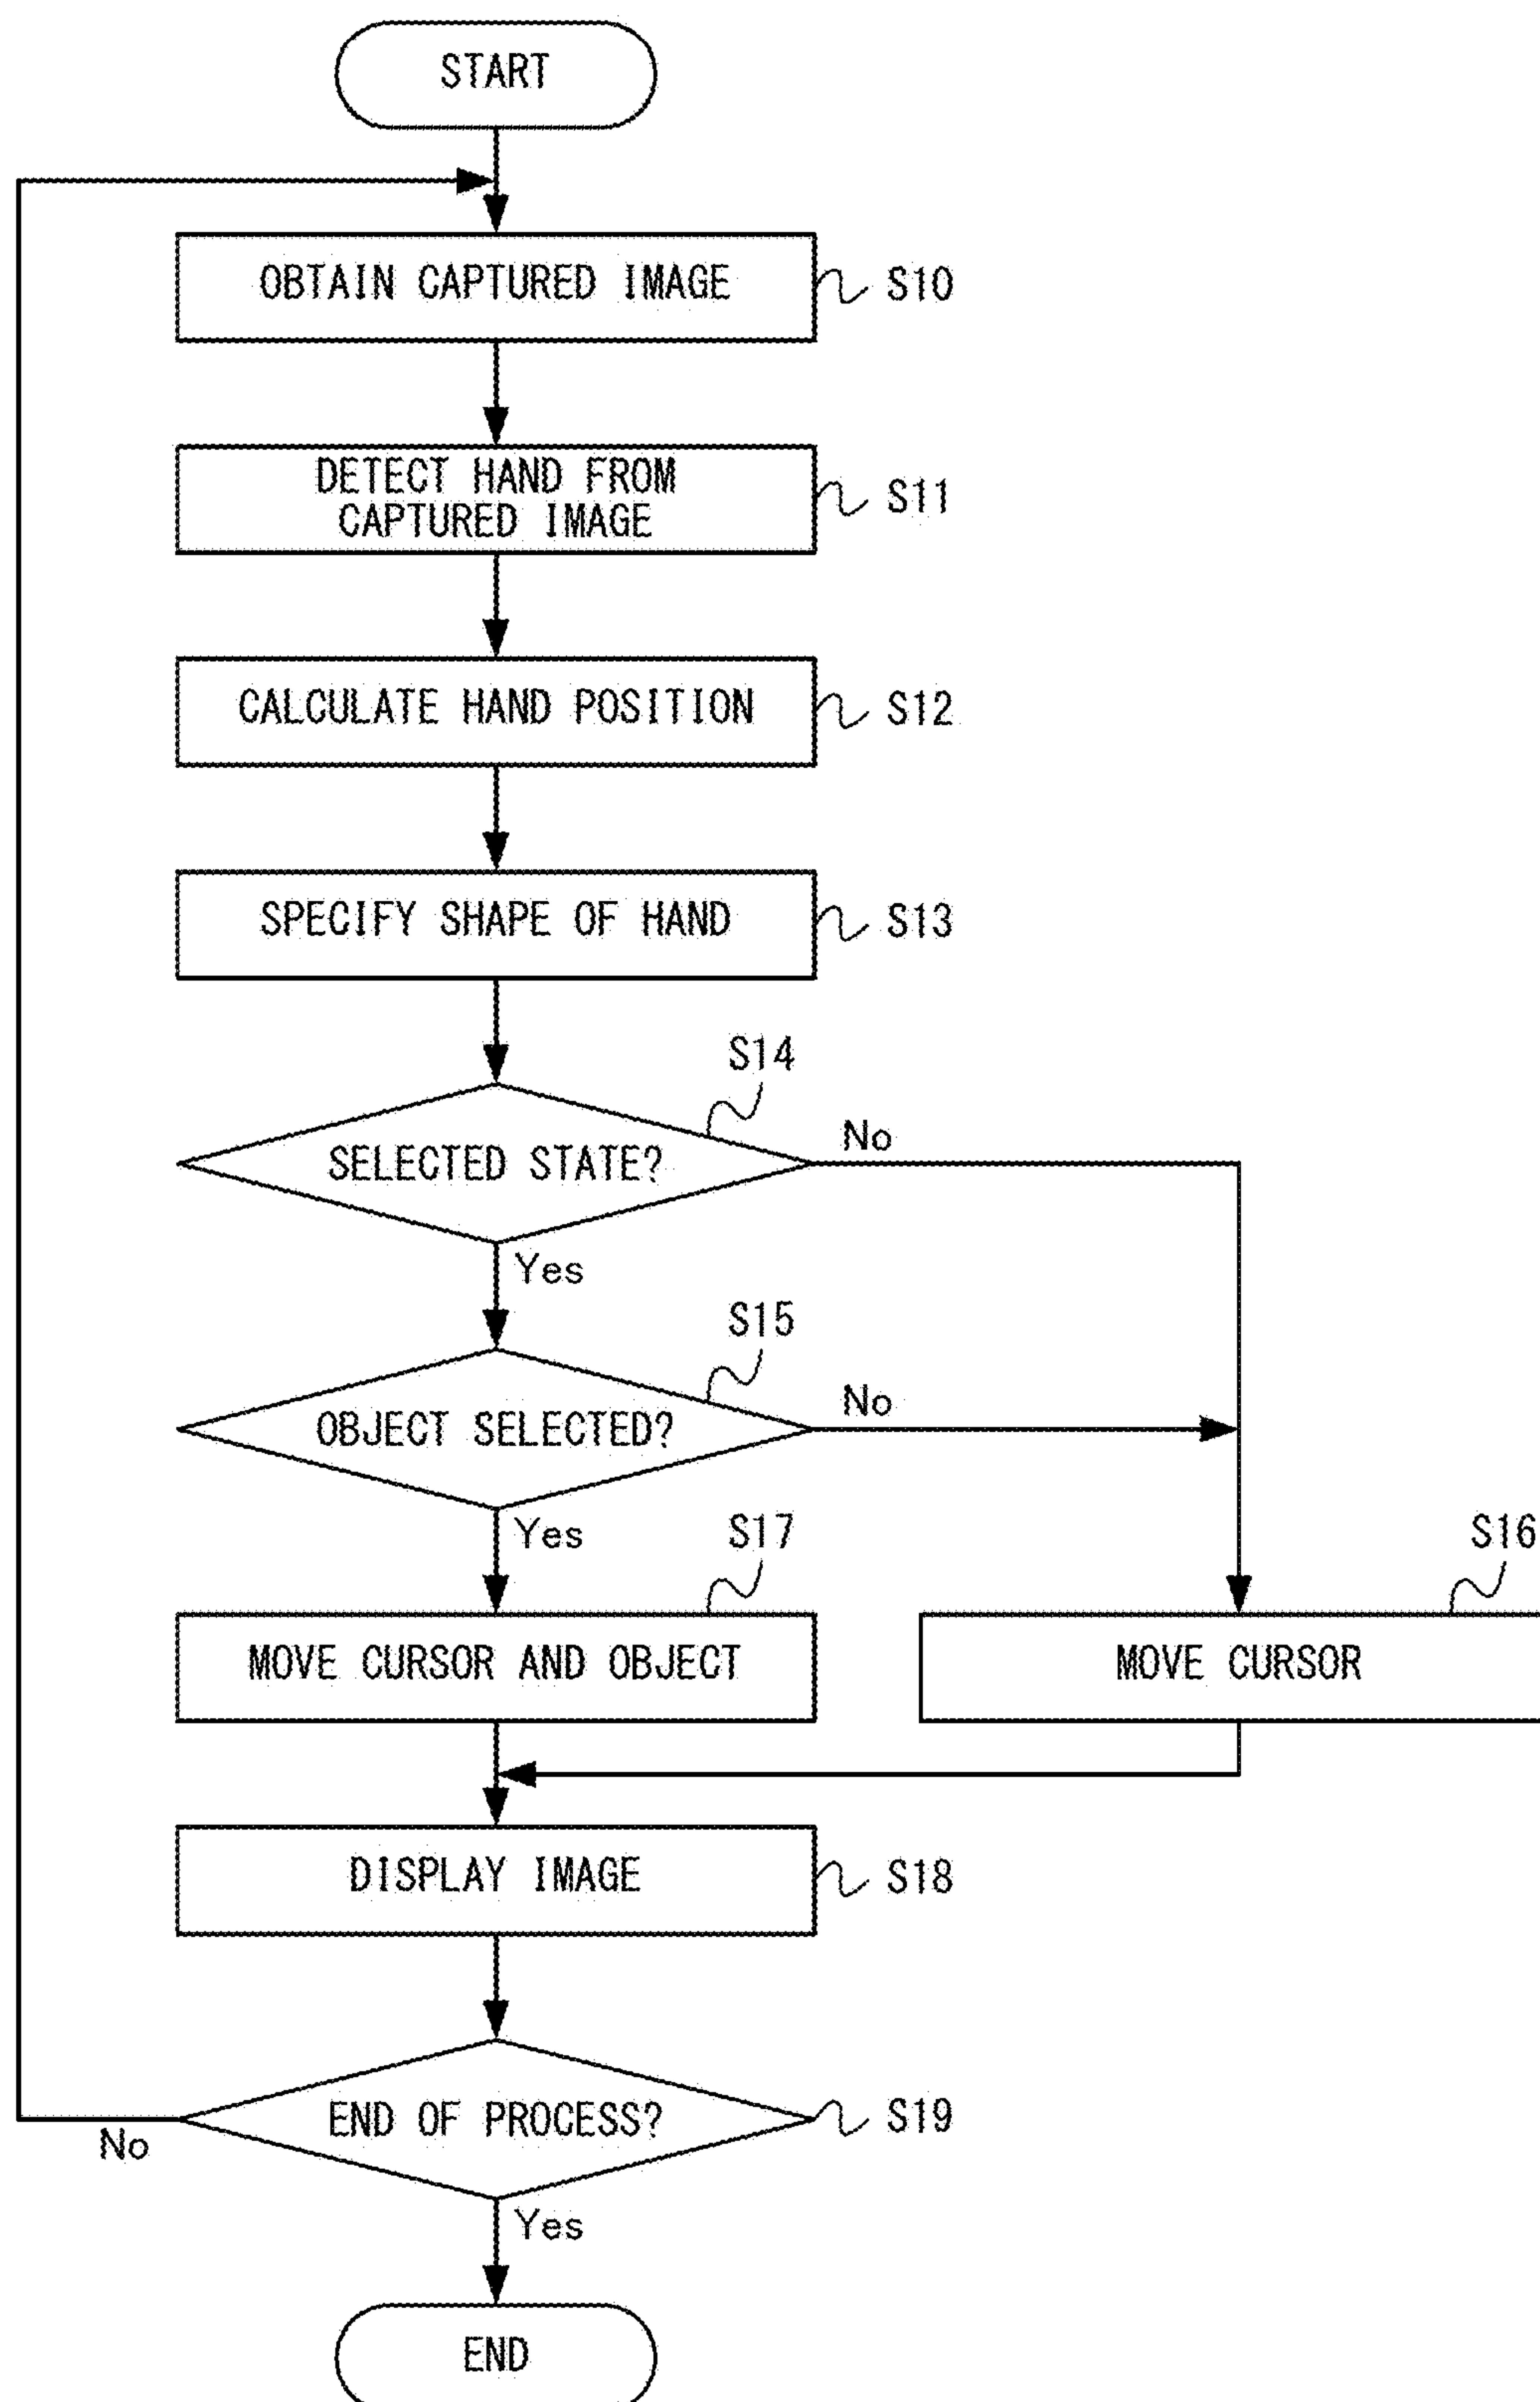 START
OBTAIN CAPTURED IMAGE
S10
DETECT HAND FROM
CAPTURED IMAGE
S11
CALCULATE HAND POSITION
S12
SPECIFY SHAPE OF HAND
S13
S14
SELECTED STATE?
No
Yes
S15
OBJECT SELECTED?
No
Yes
S17
S16
MOVE CURSOR AND OBJECT
MOVE CURSOR
DISPLAY IMAGE
S18
END OF PROCESS?
S19
No
Yes
END